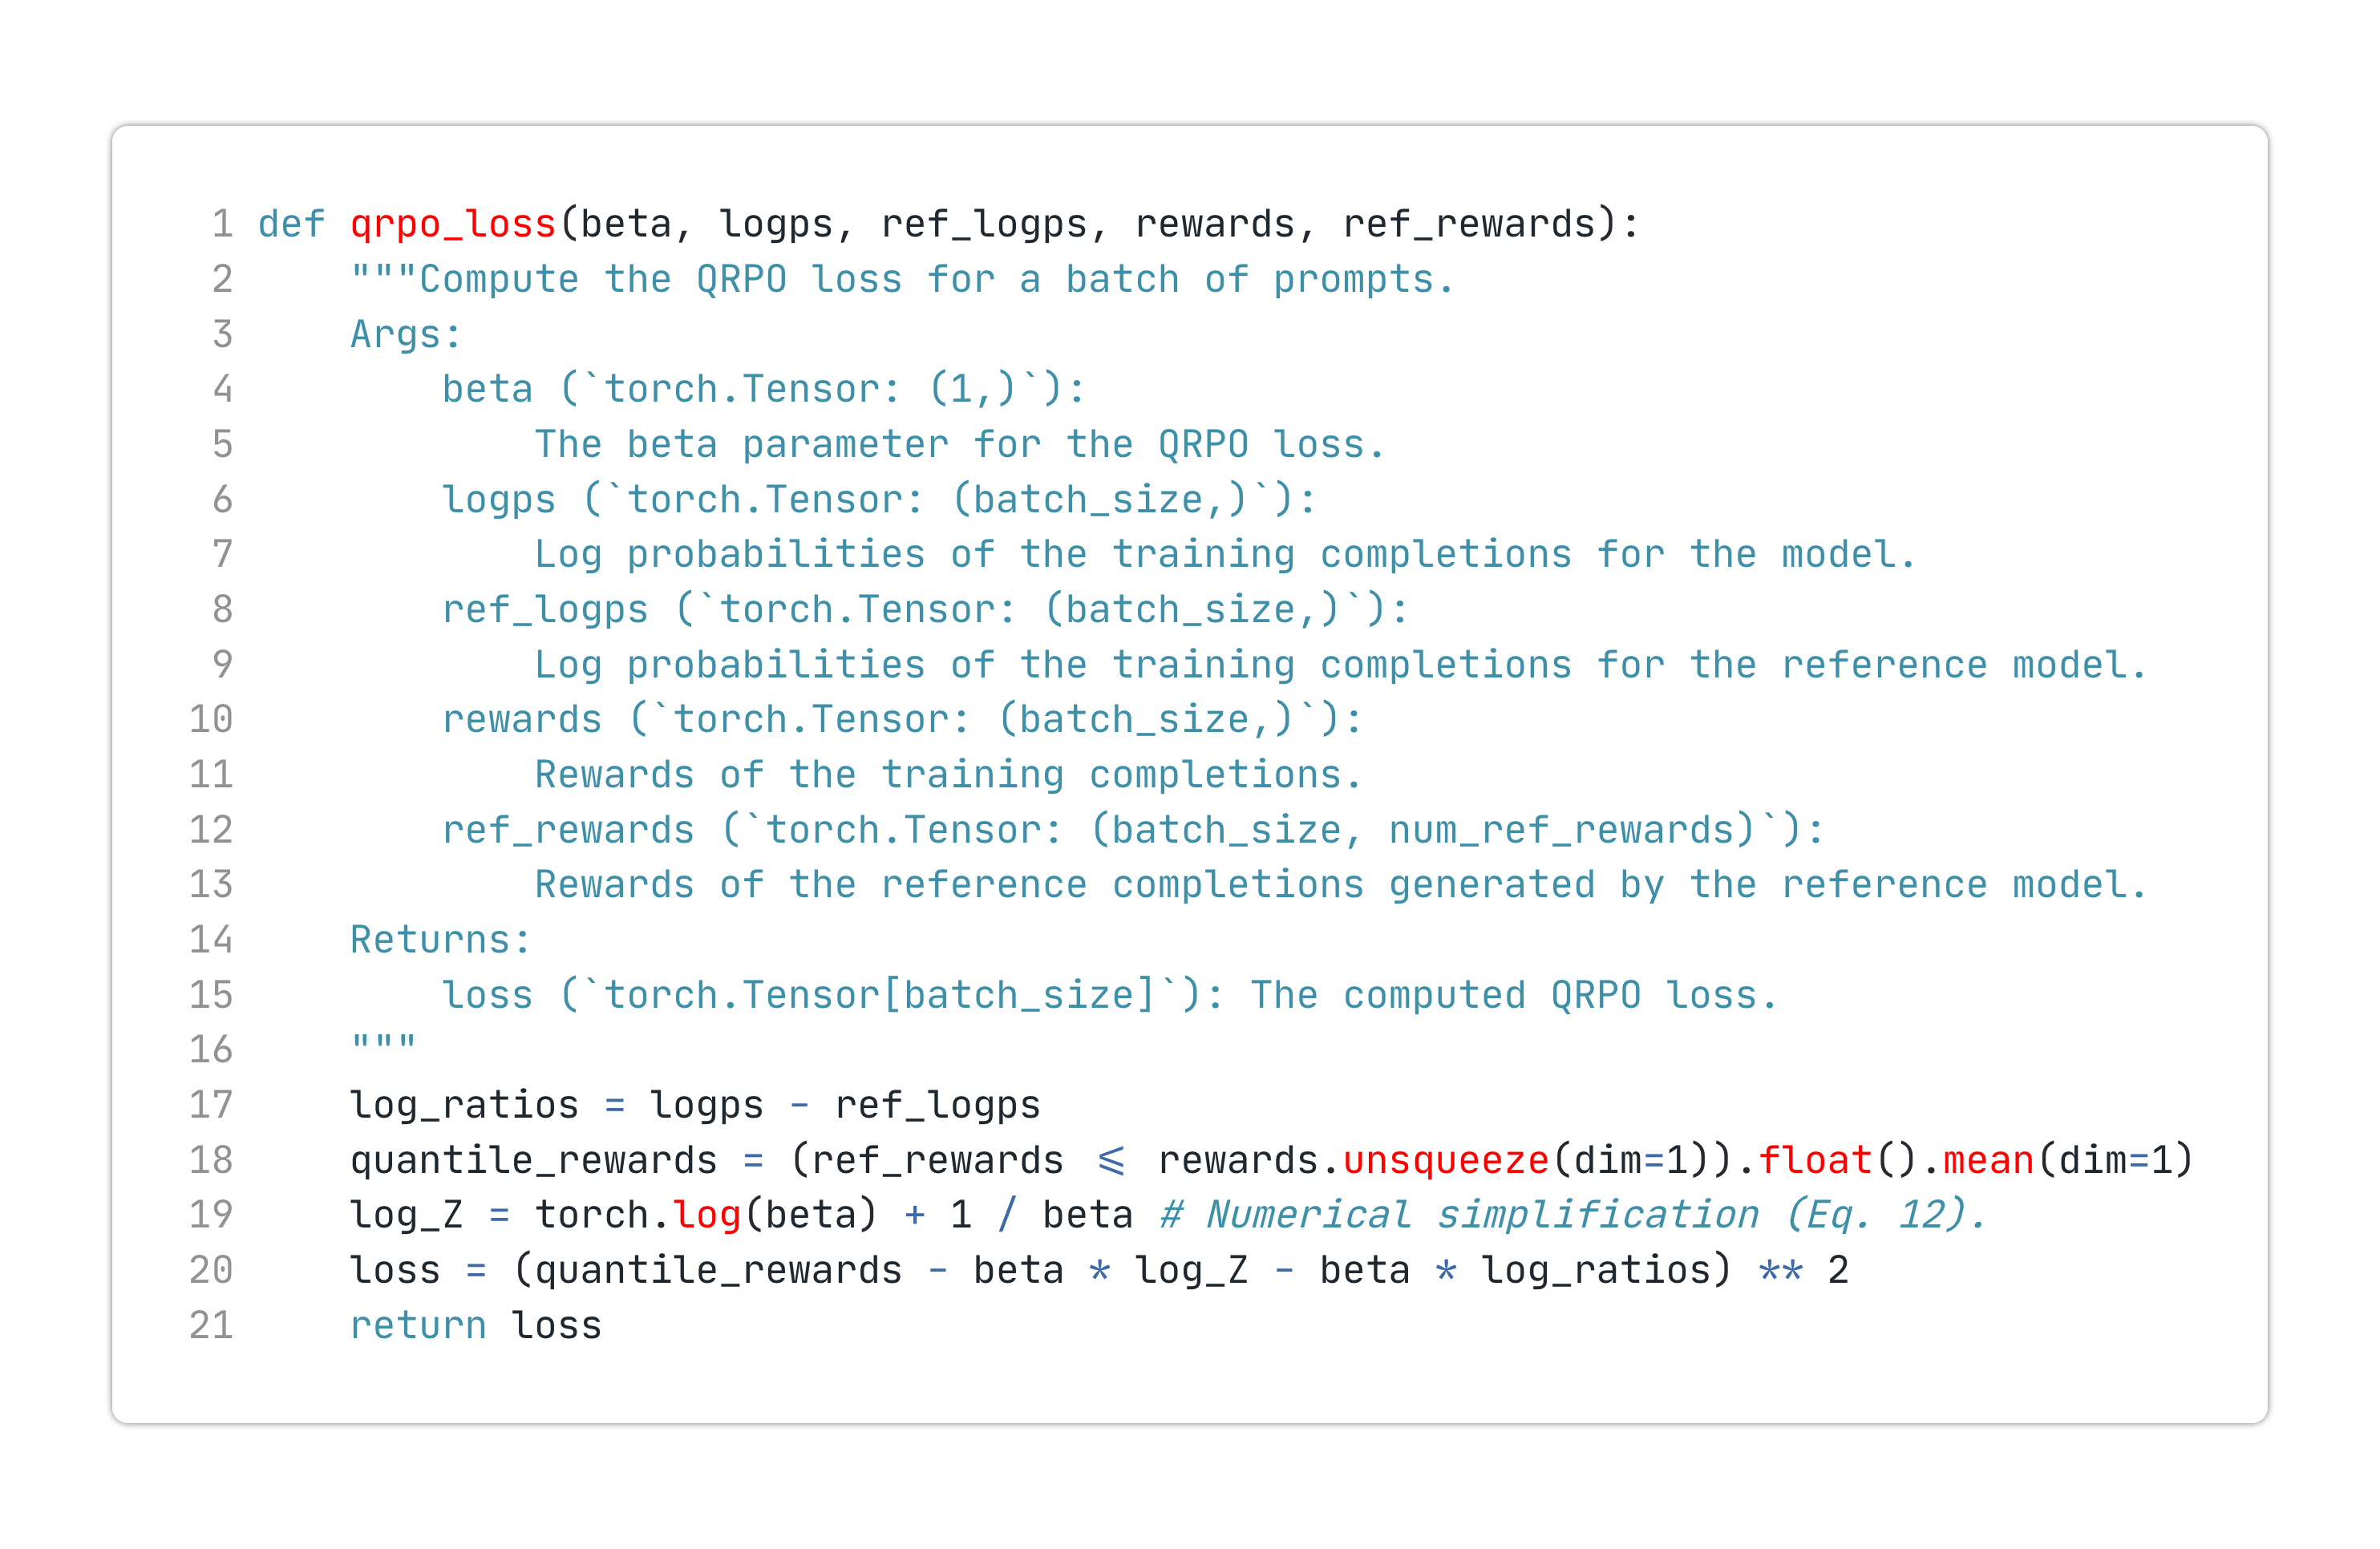 1 def qrpo_loss(beta, logps, ref_logps, rewards, ref_rewards):
2     """Compute the QRPO loss for a batch of prompts.
3     Args:
4         beta (`torch.Tensor: (1,)`):
5             The beta parameter for the QRPO loss.
6         logps (`torch.Tensor: (batch_size,)`):
7             Log probabilities of the training completions for the model.
8         ref_logps (`torch.Tensor: (batch_size,)`):
9             Log probabilities of the training completions for the reference model.
10         rewards (`torch.Tensor: (batch_size,)`):
11             Rewards of the training completions.
12         ref_rewards (`torch.Tensor: (batch_size, num_ref_rewards)`):
13             Rewards of the reference completions generated by the reference model.
14     Returns:
15         loss (`torch.Tensor[batch_size]`): The computed QRPO loss.
16     """
17     log_ratios = logps - ref_logps
18     quantile_rewards = (ref_rewards ⩽ rewards.unsqueeze(dim=1)).float().mean(dim=1)
19     log_Z = torch.log(beta) + 1 / beta # Numerical simplification (Eq. 12).
20     loss = (quantile_rewards - beta * log_Z - beta * log_ratios) ** 2
21     return loss